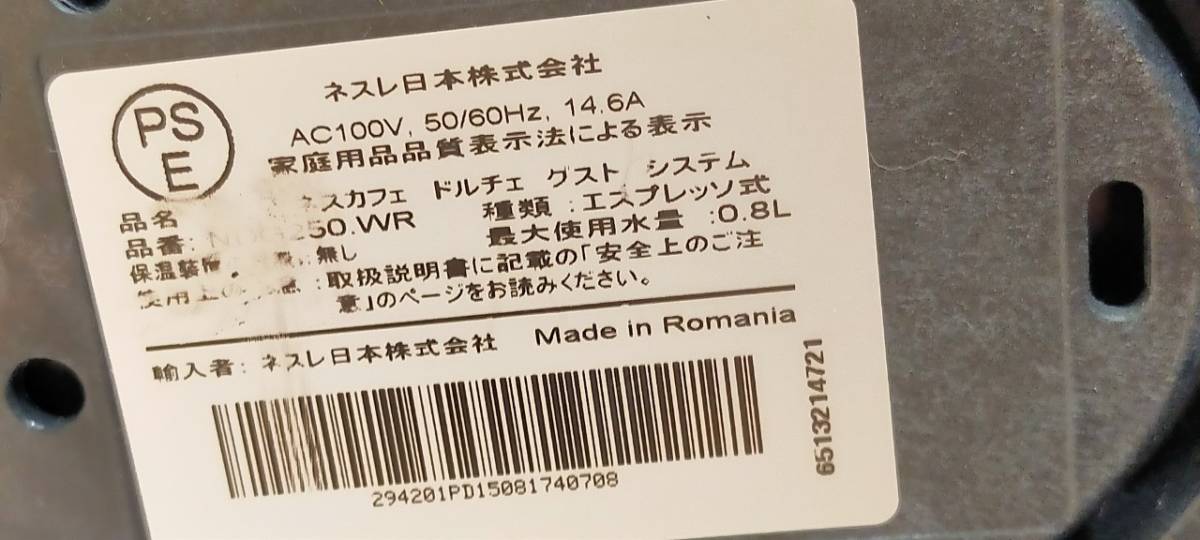 PS
E
ネスレ日本株式会社
AC100V, 50/60Hz, 14.6A
家庭用品品質表示法による表示
品名 スカフェ ドルチェ グスト システム
品番: 250.WR 種類:エスプレッソ式
保温装置 :無し 最大使用水量:0.8L
使用上の :取扱説明書に記載の「安全上のご注
意」のページをお読みください。
輸入者: ネスレ日本株式会社 Made in Romania
294201PD15081740708
6513214721